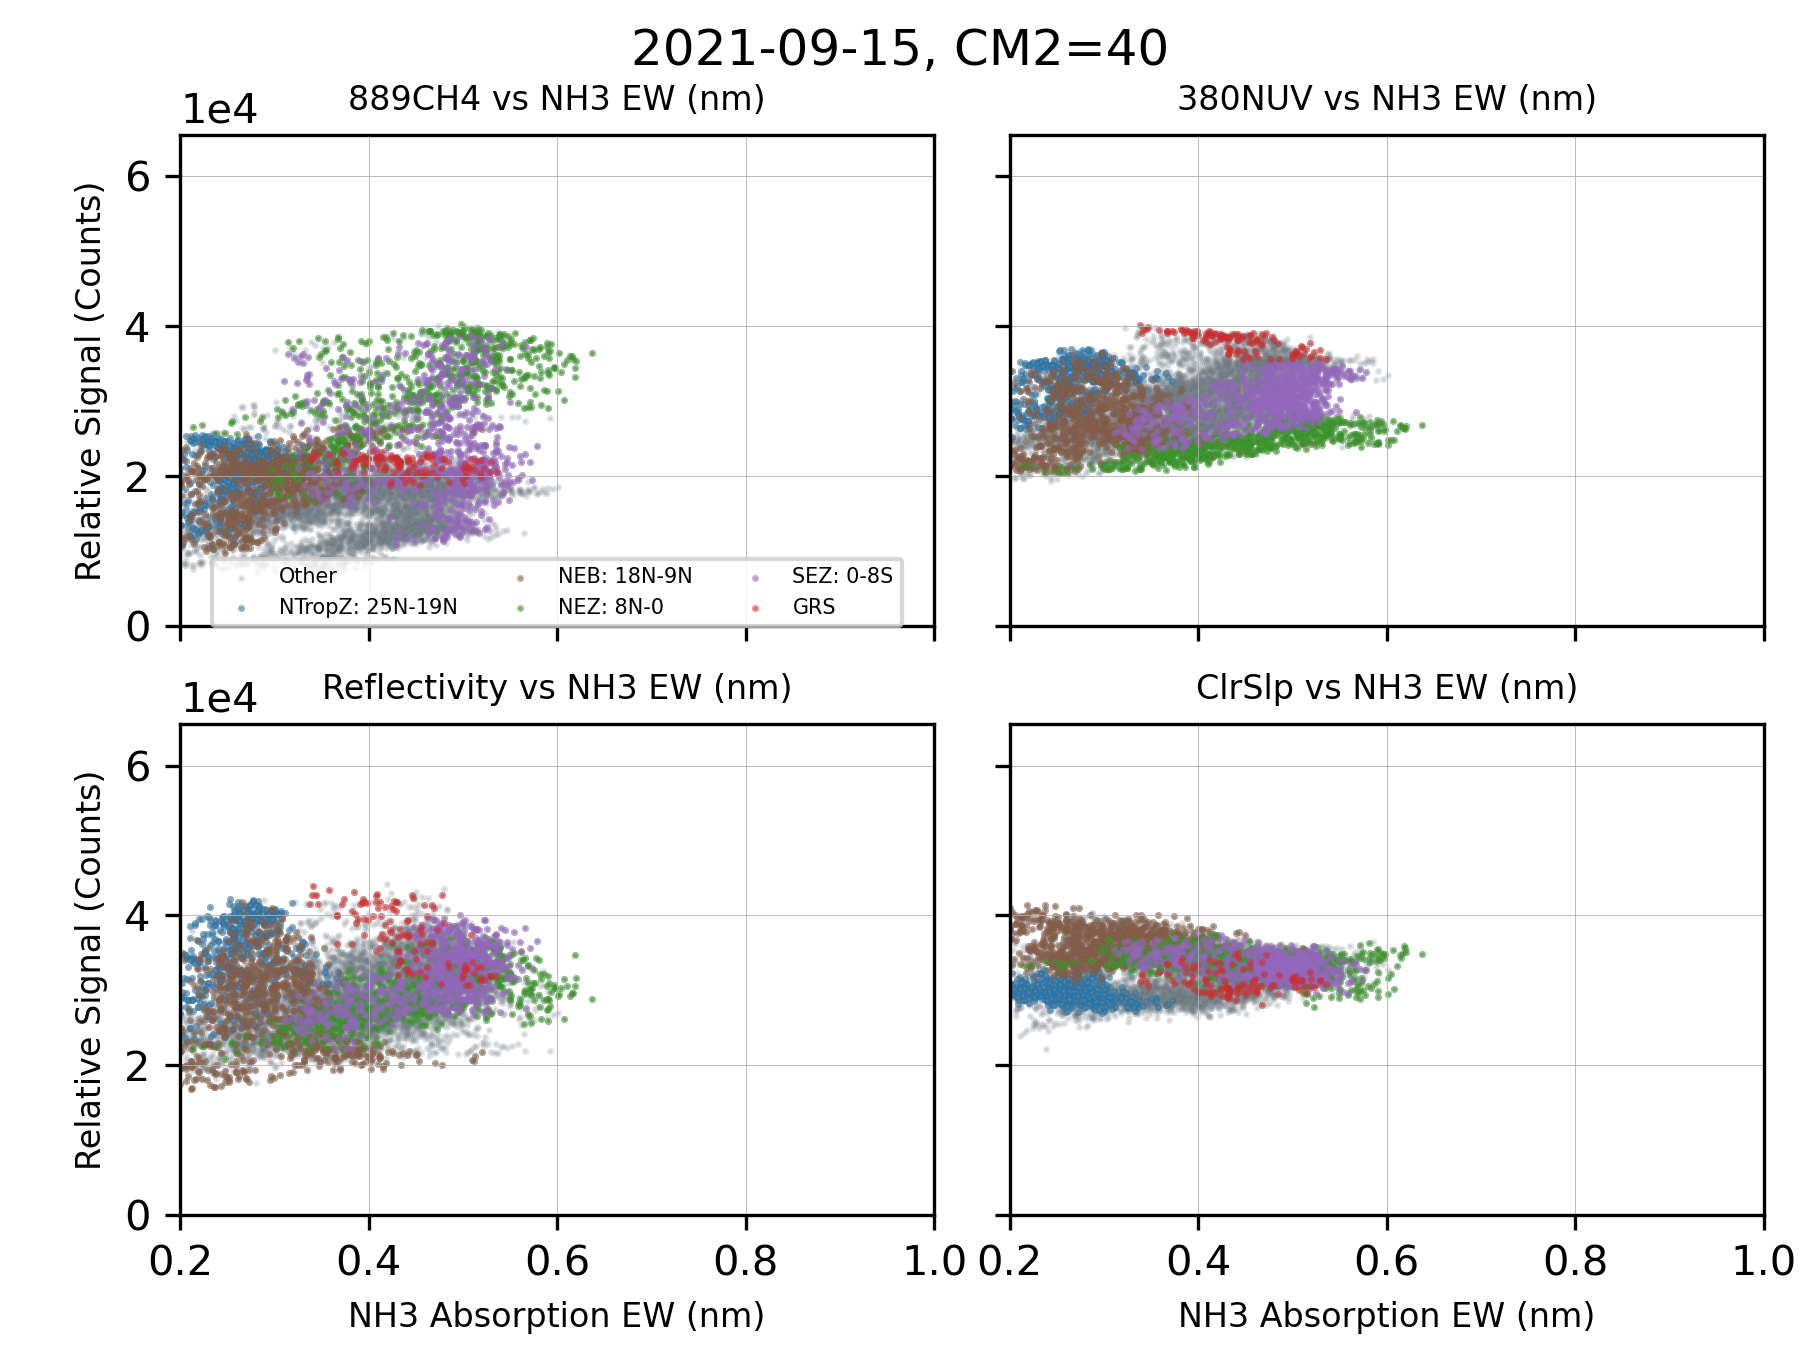 2021-09-15, CM2=40
889CH4 vs NH3 EW (nm)
380NUV vs NH3 EW (nm)
1e4
6
4
2
0
Relative Signal (Counts)
Other
NTropZ: 25N-19N
NEB: 18N-9N
NEZ: 8N-0
SEZ: 0-8S
GRS
Reflectivity vs NH3 EW (nm)
ClrSlp vs NH3 EW (nm)
1e4
6
4
2
0
Relative Signal (Counts)
0.2 0.4 0.6 0.8 1.0
0.2 0.4 0.6 0.8 1.0
NH3 Absorption EW (nm)
NH3 Absorption EW (nm)